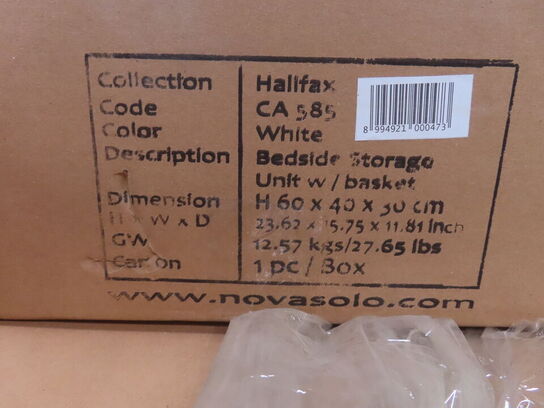 Collection Halifax
Code CA 585
Color White
Description Bedside Storage
Unit w / basket
Dimension H 60 x 40 x 30 cm
H x W x D 23.62 x 15.75 x 11.81 inch
GW 12.57 kgs/27.65 lbs
Carton 1 pc / Box
www.novasolo.com
8 994921 000473